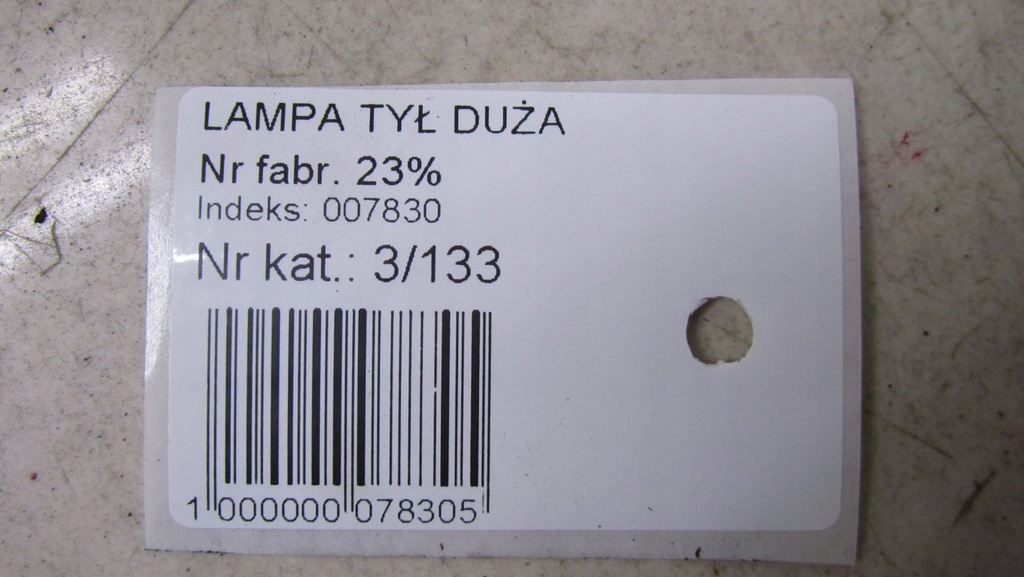 LAMPA TYŁ DUŻA
Nr fabr. 23%
Indeks: 007830
Nr kat.: 3/133
1 000000 078305